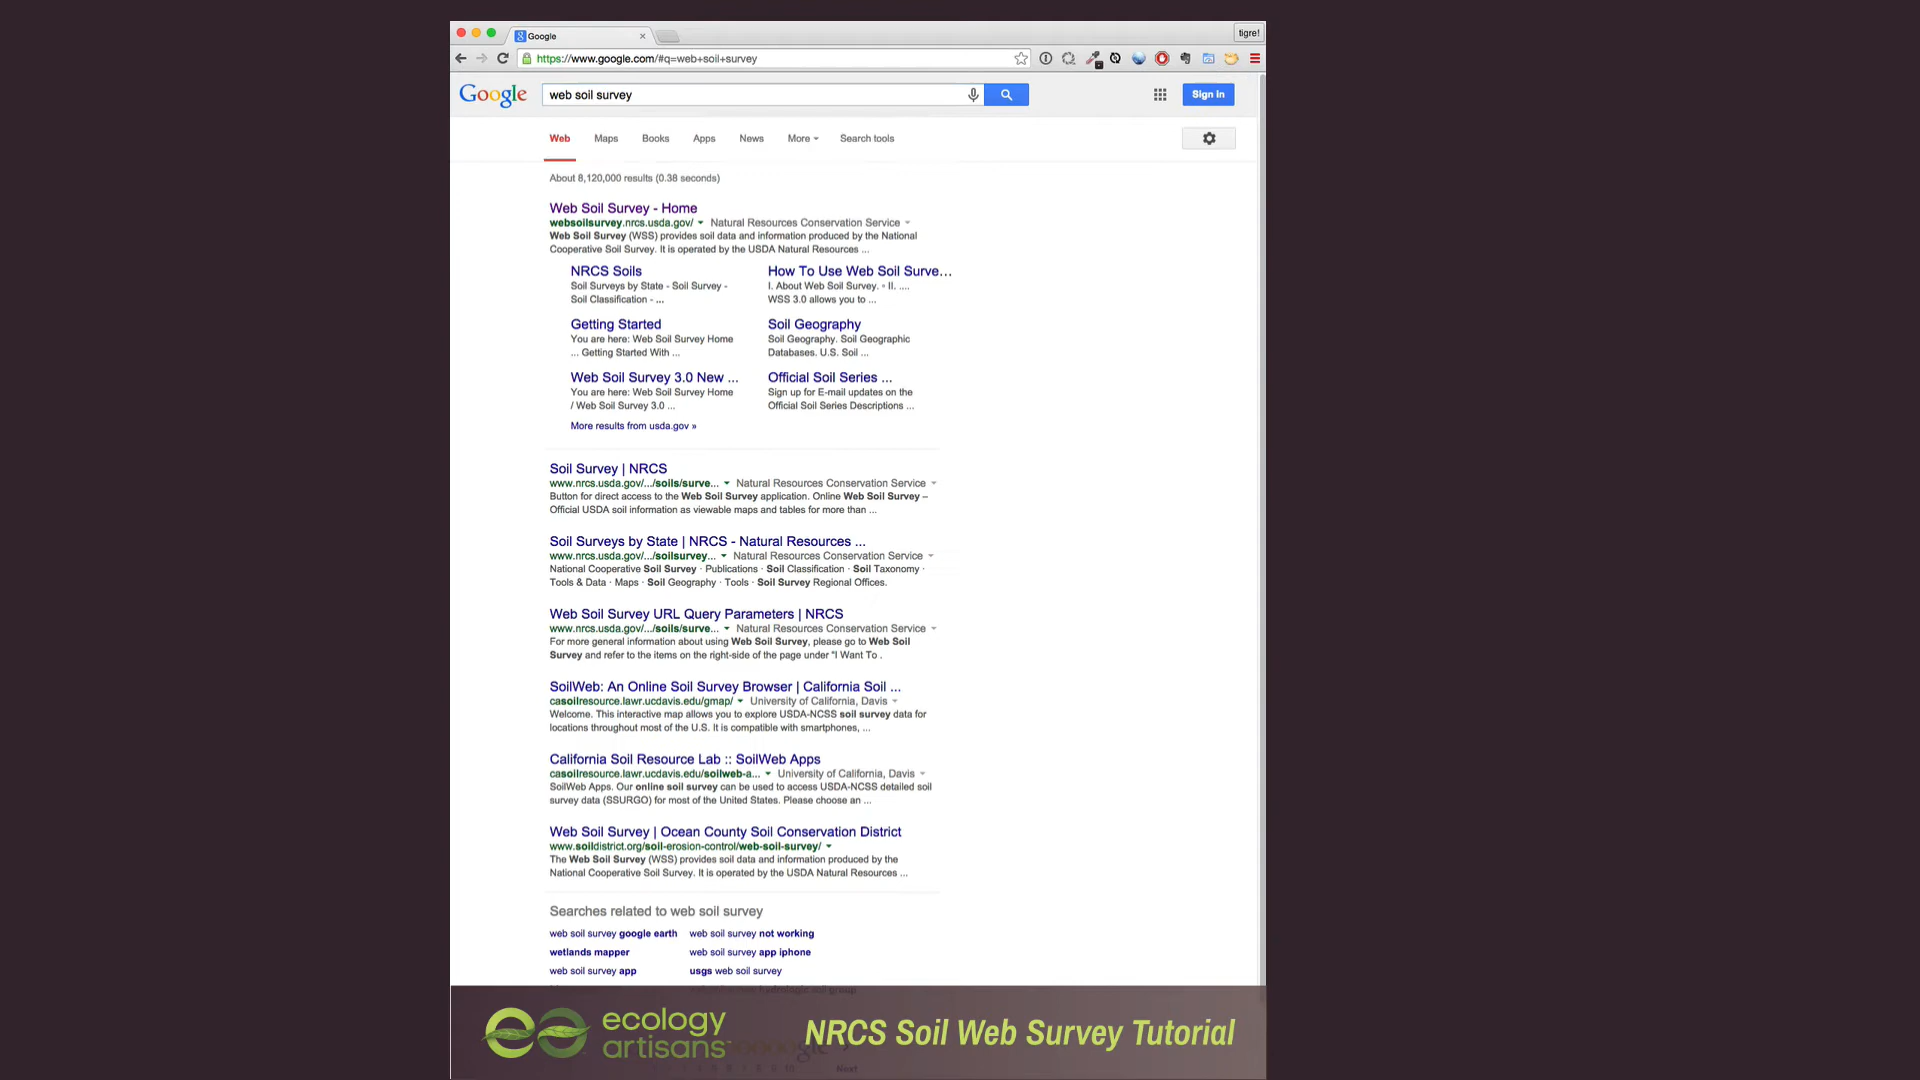 Google
tigre!
https://www.google.com/#q=web+soil+survey
Google
web soil survey
Sign in
Web Maps Books Apps News More Search tools
About 8,120,000 results (0.38 seconds)
Web Soil Survey - Home
websoilsurvey.nrcs.usda.gov/ Natural Resources Conservation Service
Web Soil Survey (WSS) provides soil data and information produced by the National
Cooperative Soil Survey. It is operated by the USDA Natural Resources ...
NRCS Soils
Soil Surveys by State - Soil Survey -
Soil Classification - ...
How To Use Web Soil Surve...
I. About Web Soil Survey. ◦ II. ....
WSS 3.0 allows you to ...
Getting Started
You are here: Web Soil Survey Home
... Getting Started With ...
Soil Geography
Soil Geography. Soil Geographic
Databases. U.S. Soil ...
Web Soil Survey 3.0 New ...
You are here: Web Soil Survey Home
/ Web Soil Survey 3.0 ...
Official Soil Series ...
Sign up for E-mail updates on the
Official Soil Series Descriptions ...
More results from usda.gov »
Soil Survey | NRCS
www.nrcs.usda.gov/.../soils/surve... Natural Resources Conservation Service
Button for direct access to the Web Soil Survey application. Online Web Soil Survey –
Official USDA soil information as viewable maps and tables for more than ...
Soil Surveys by State | NRCS - Natural Resources ...
www.nrcs.usda.gov/.../soilsurvey... Natural Resources Conservation Service
National Cooperative Soil Survey · Publications · Soil Classification · Soil Taxonomy ·
Tools & Data · Maps · Soil Geography · Tools · Soil Survey Regional Offices.
Web Soil Survey URL Query Parameters | NRCS
www.nrcs.usda.gov/.../soils/surve... Natural Resources Conservation Service
For more general information about using Web Soil Survey, please go to Web Soil
Survey and refer to the items on the right-side of the page under "I Want To .
SoilWeb: An Online Soil Survey Browser | California Soil ...
casoilresource.lawr.ucdavis.edu/gmap/ University of California, Davis
Welcome. This interactive map allows you to explore USDA-NCSS soil survey data for
locations throughout most of the U.S. It is compatible with smartphones, ...
California Soil Resource Lab :: SoilWeb Apps
casoilresource.lawr.ucdavis.edu/soilweb-a... University of California, Davis
SoilWeb Apps. Our online soil survey can be used to access USDA-NCSS detailed soil
survey data (SSURGO) for most of the United States. Please choose an ...
Web Soil Survey | Ocean County Soil Conservation District
www.soildistrict.org/soil-erosion-control/web-soil-survey/
The Web Soil Survey (WSS) provides soil data and information produced by the
National Cooperative Soil Survey. It is operated by the USDA Natural Resources ...
Searches related to web soil survey
web soil survey google earth web soil survey not working
wetlands mapper web soil survey app iphone
web soil survey app usgs web soil survey
hydrologic soil group
ecology
artisans
NRCS Soil Web Survey Tutorial
Next